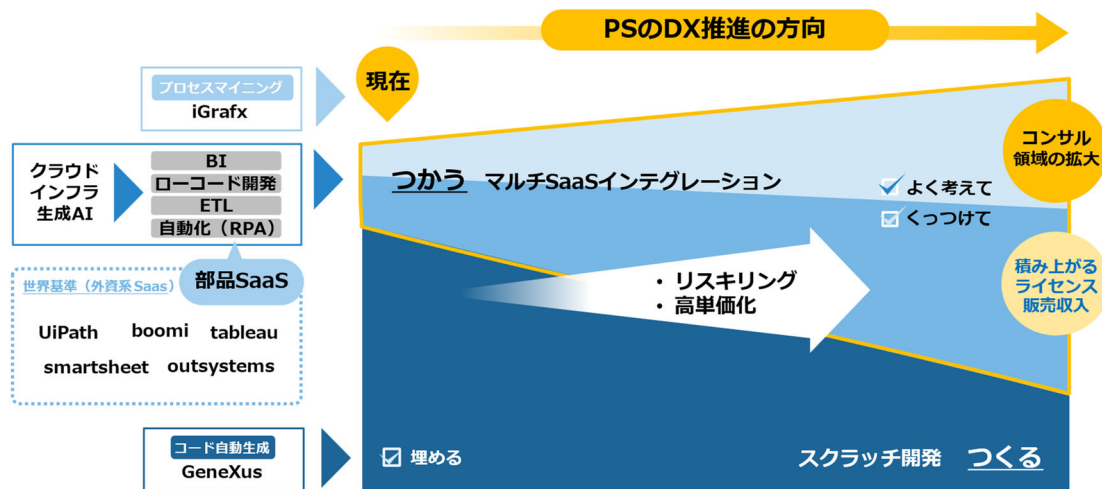 PSのDX推進の方向
プロセスマイニング
iGrafx
現在
クラウド
インフラ
生成AI
BI
ローコード開発
ETL
自動化（RPA）
部品SaaS
世界基準（外資系 Saas）
UiPath boomi tableau
smartsheet outsystems
コード自動生成
GeneXus
つかう マルチSaaSインテグレーション
よく考えて
くっつけて
コンサル
領域の拡大
・リスキリング
・高単価化
積み上がる
ライセンス
販売収入
埋める
スクラッチ開発 つくる